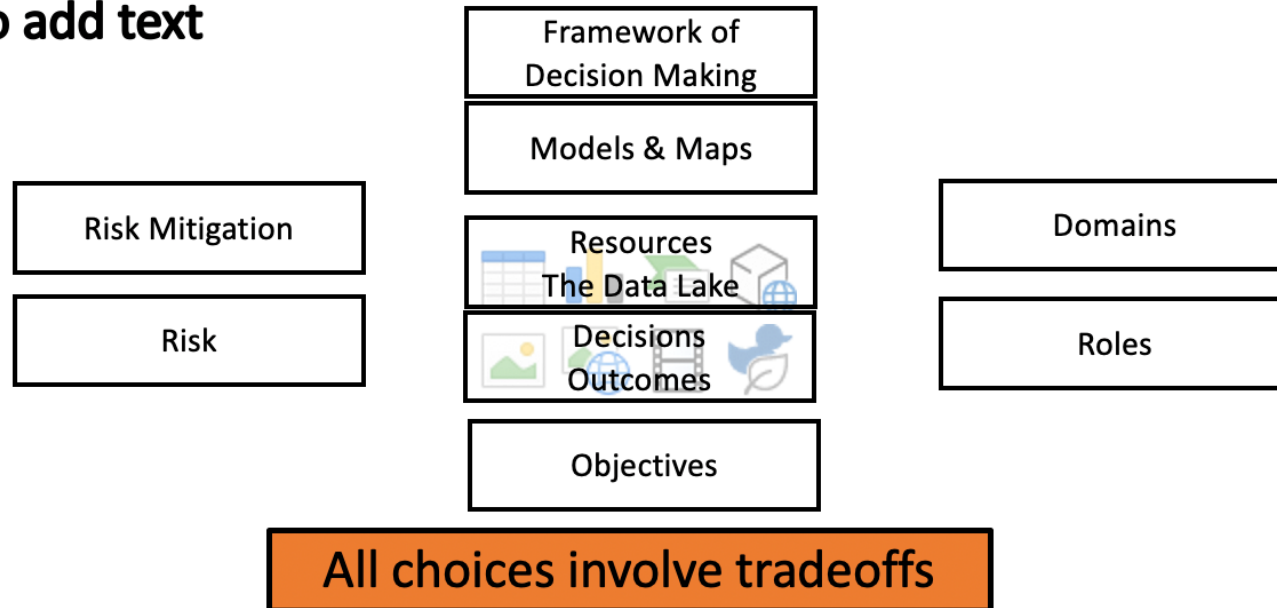 add text
Framework of
Decision Making
Models & Maps
Risk Mitigation
Risk
Resources
The Data Lake
Decisions
Outcomes
Objectives
Domains
Roles
All choices involve tradeoffs